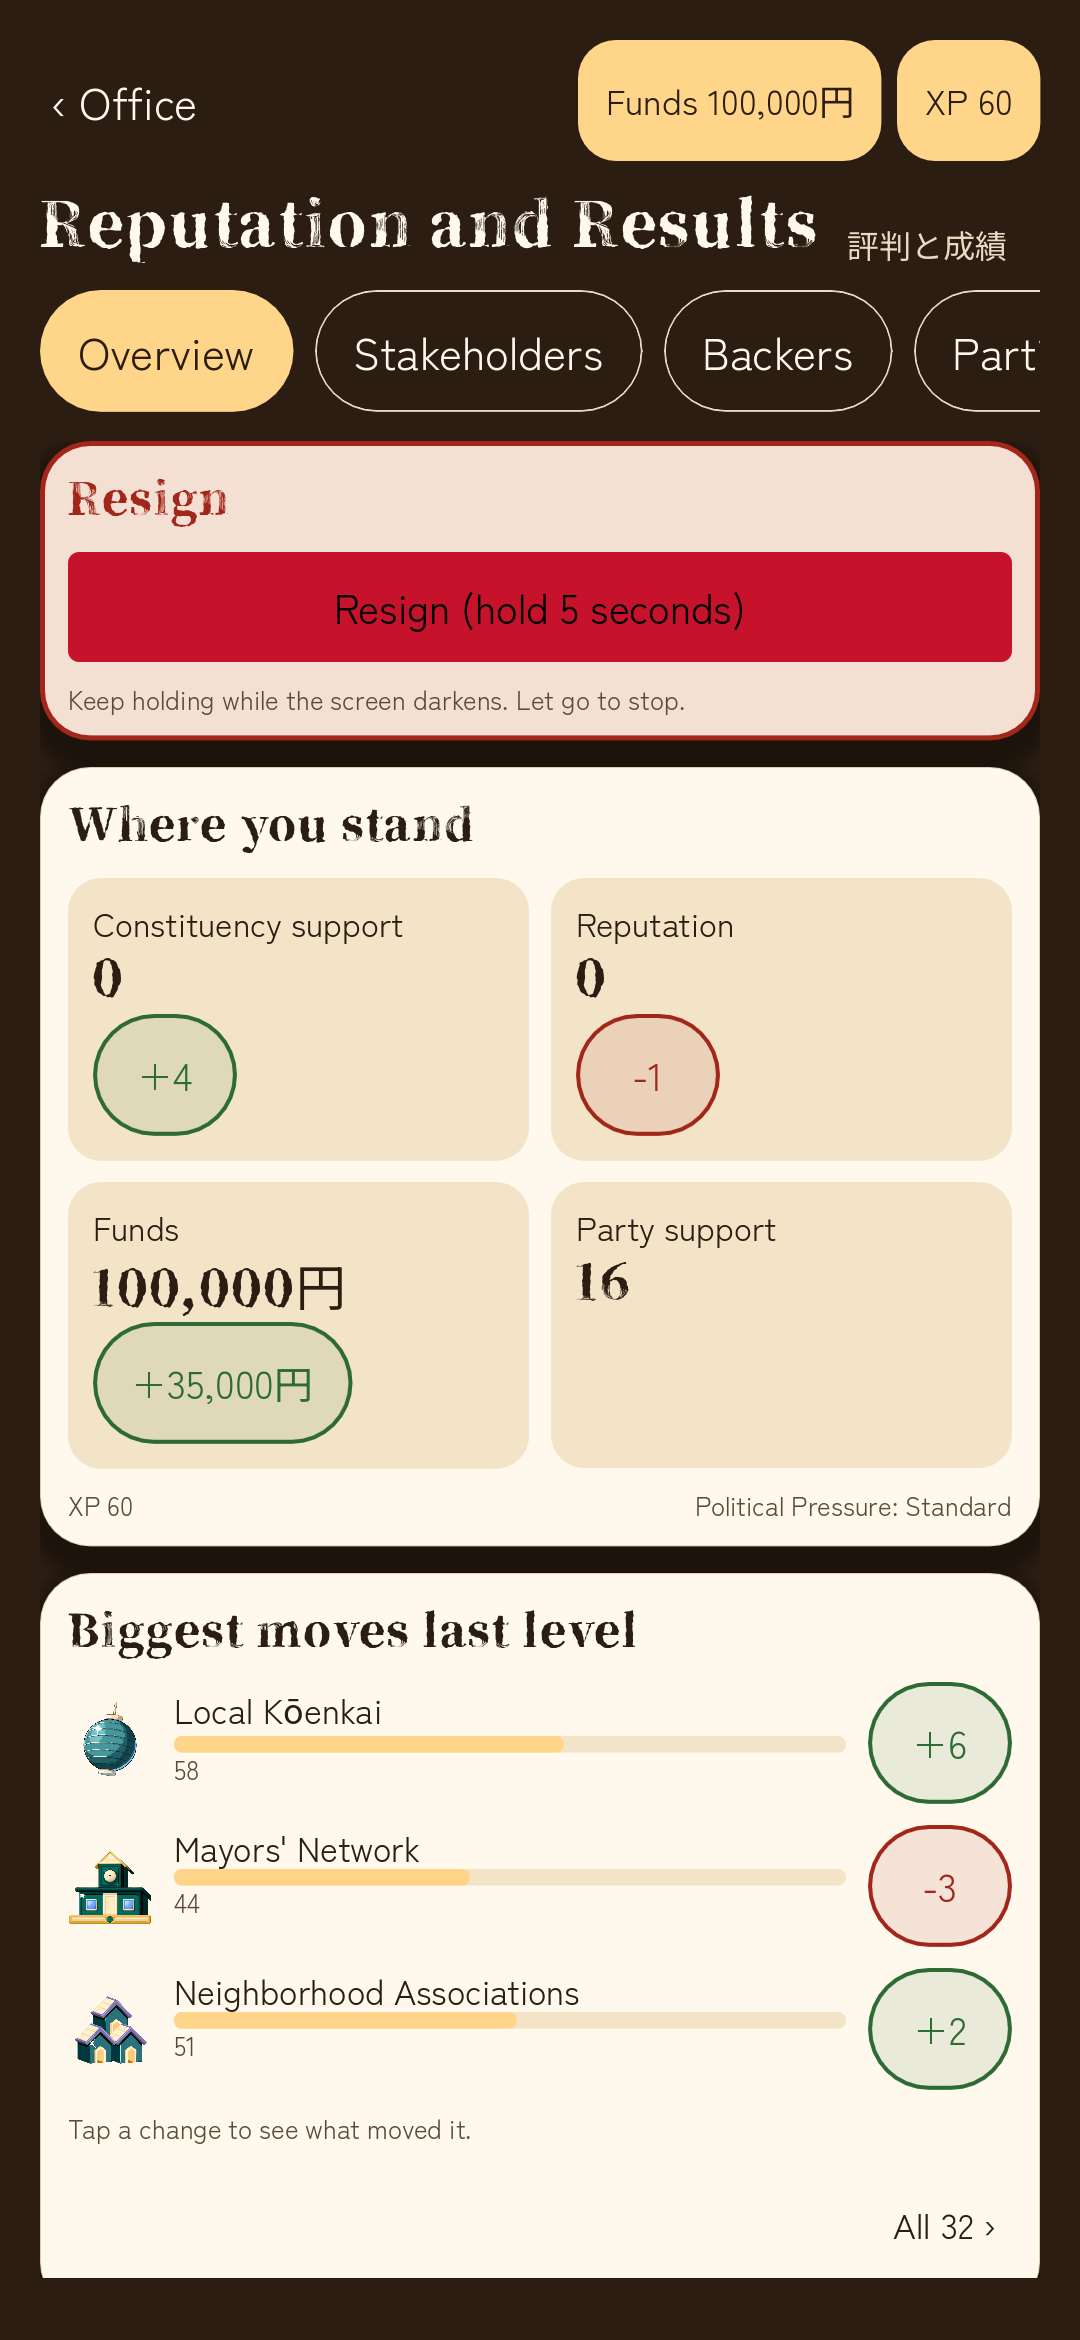 ‹ Office
Funds 100,000円
XP 60
Reputation and Results 評判と成績
Overview
Stakeholders
Backers
Resign
Resign (hold 5 seconds)
Keep holding while the screen darkens. Let go to stop.
Where you stand
Constituency support
0
+4
Reputation
0
-1
Funds
100,000円
+35,000円
Party support
16
XP 60
Political Pressure: Standard
Biggest moves last level
Local Kōenkai
58
+6
Mayors' Network
44
-3
Neighborhood Associations
51
+2
Tap a change to see what moved it.
All 32 ›